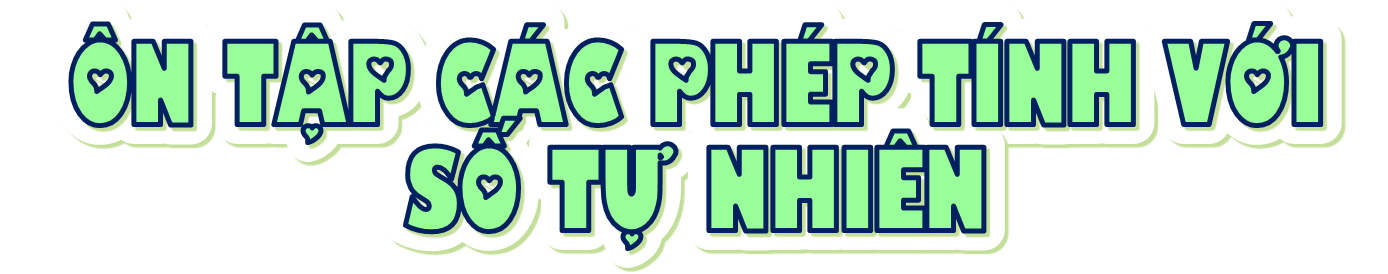 ÔN TẬP CÁC PHÉP TÍNH VỚI
SỐ TỰ NHIÊN